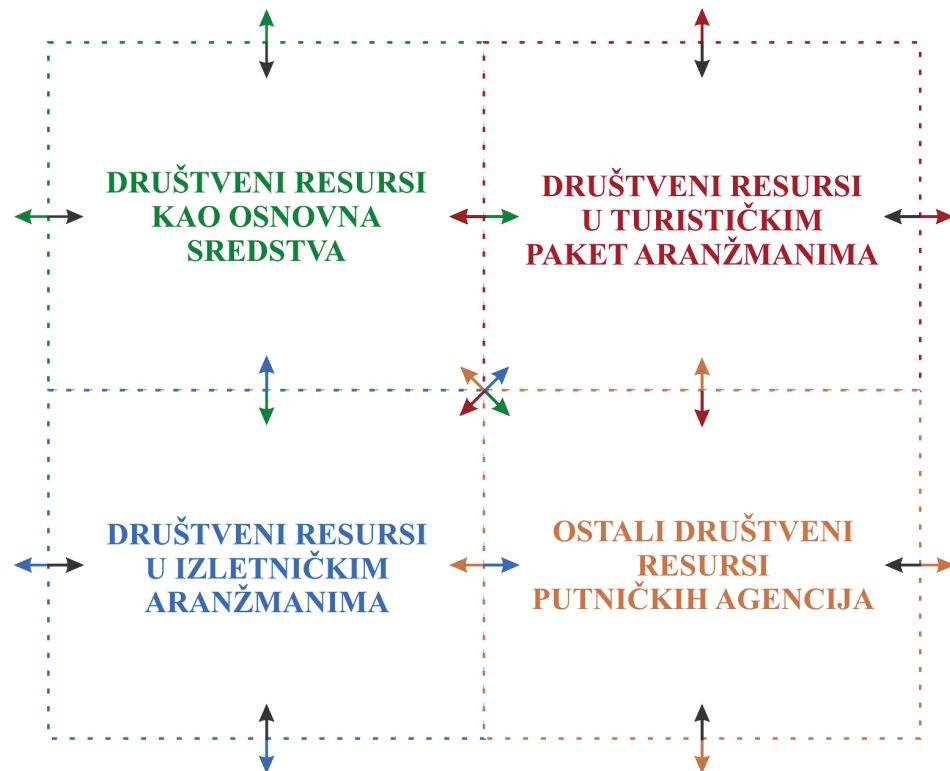 DRUŠTVENI RESURSI
KAO OSNOVNA
SREDSTVA
DRUŠTVENI RESURSI
U TURISTIČKIM
PAKET ARANŽMANIMA
DRUŠTVENI RESURSI
U IZLETNIČKIM
ARANŽMANIMA
OSTALI DRUŠTVENI
RESURSI
PUTNIČKIH AGENCIJA